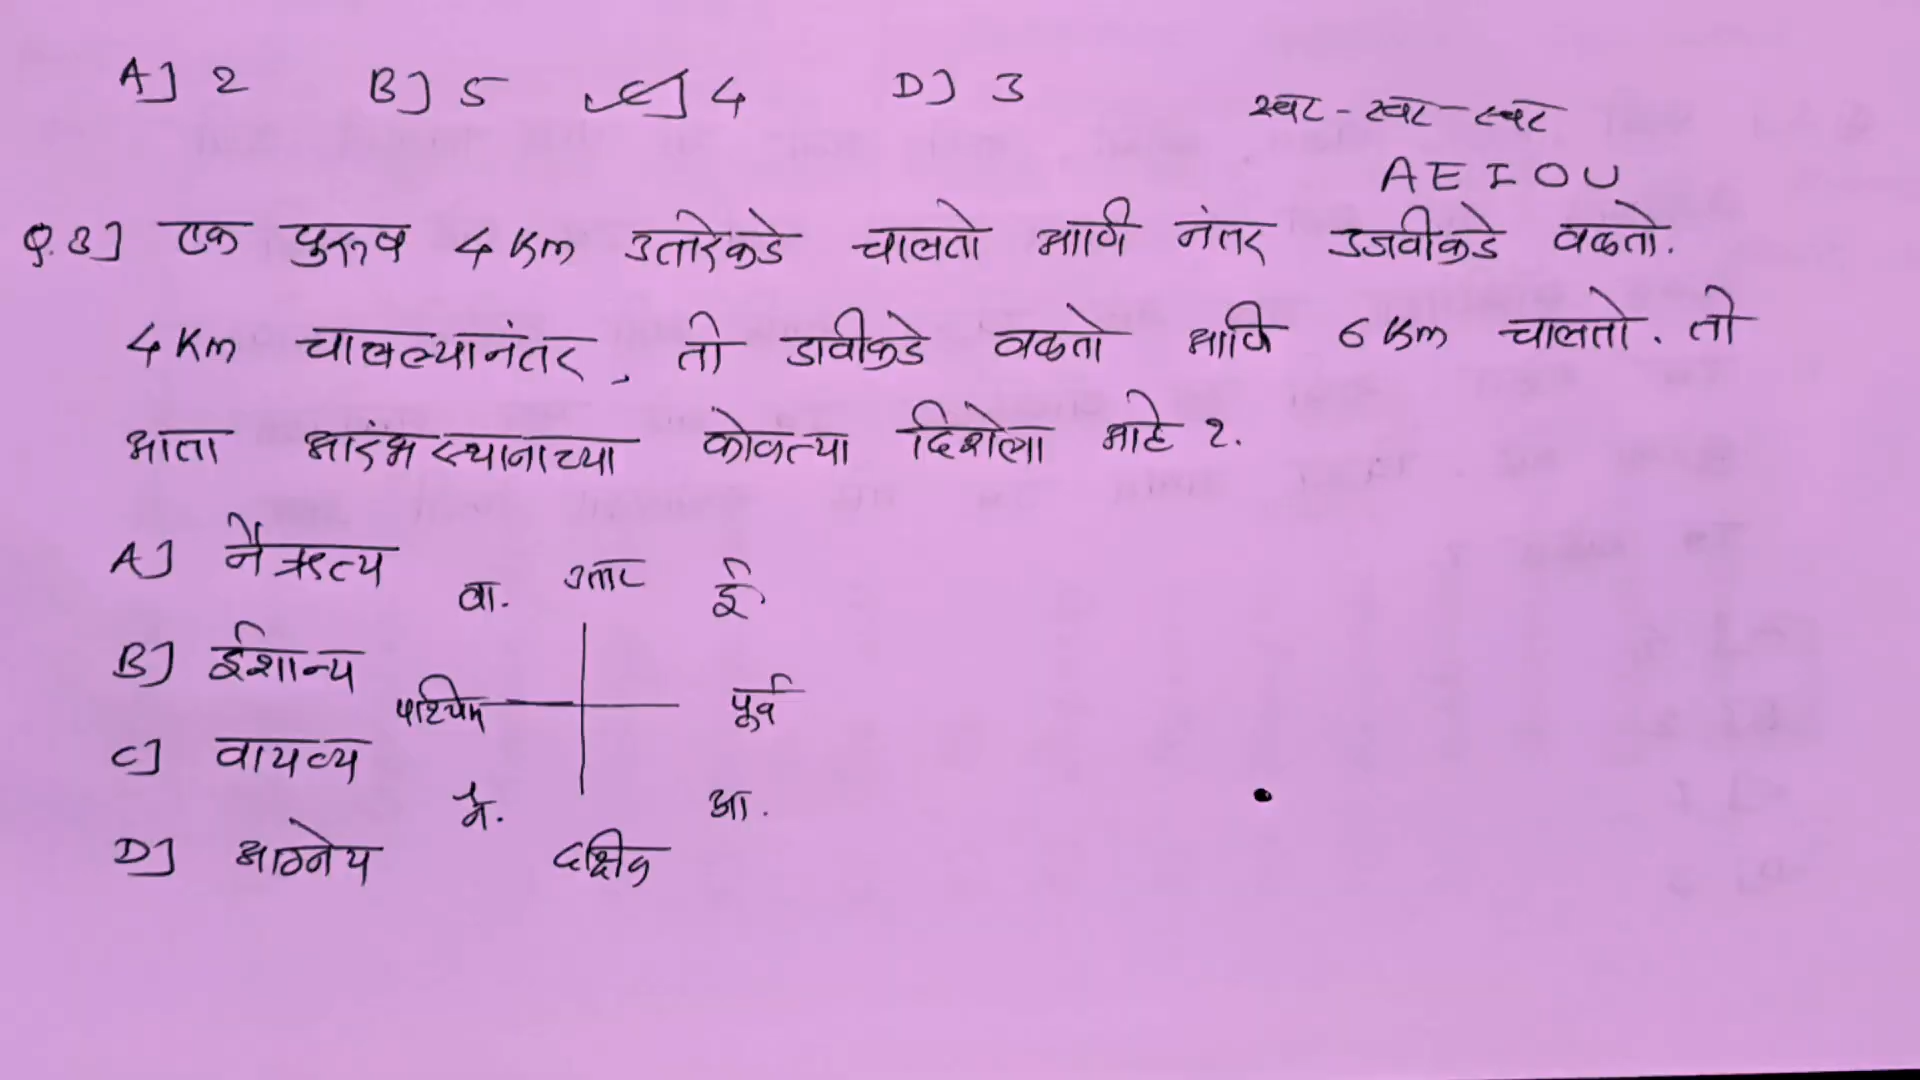 A] 2 B] 5 C] 4 D] 3
स्वर - स्वर - स्वर
A E I O U
Q.8] एक पुरुष 4 Km उत्तरेकडे चालतो आणि नंतर उजवीकडे वळतो.
4 Km चालल्यानंतर, तो डावीकडे वळतो आणि 6 Km चालतो. तो
आता आरंभस्थानाच्या कोणत्या दिशेला आहे ?.
A] नैऋत्य
वा. उत्तर ई
B] ईशान्य
पश्चिम पूर्व
C] वायव्य
नै. आ.
D] आग्नेय
दक्षिण